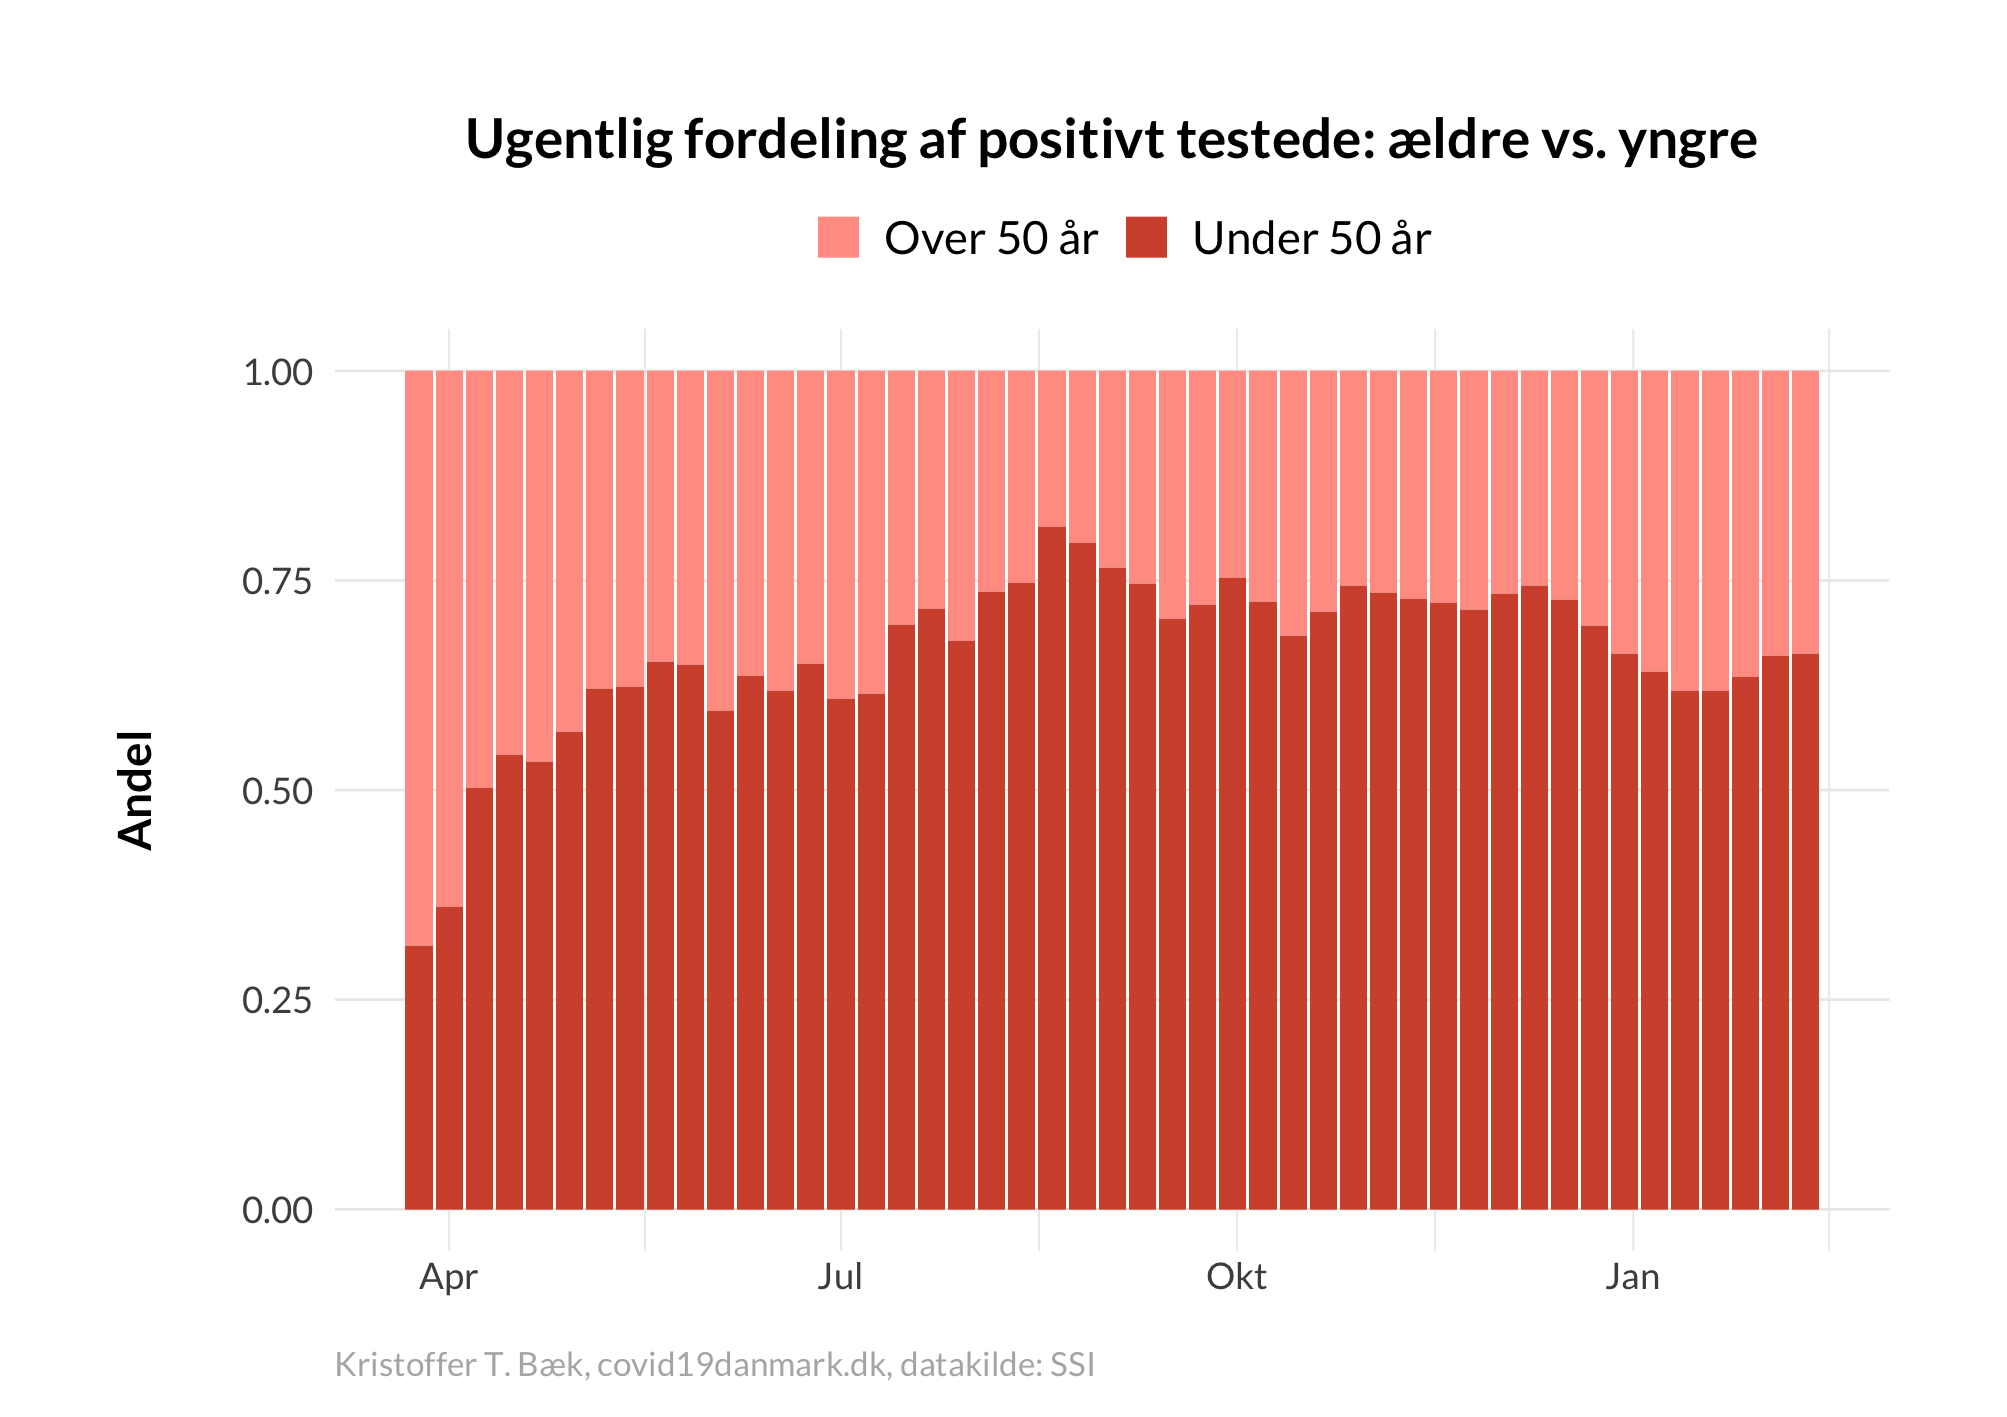 Ugentlig fordeling af positivt testede: ældre vs. yngre
Over 50 år Under 50 år
Andel
1.00
0.75
0.50
0.25
0.00
Apr Jul Okt Jan
Kristoffer T. Bæk, covid19danmark.dk, datakilde: SSI